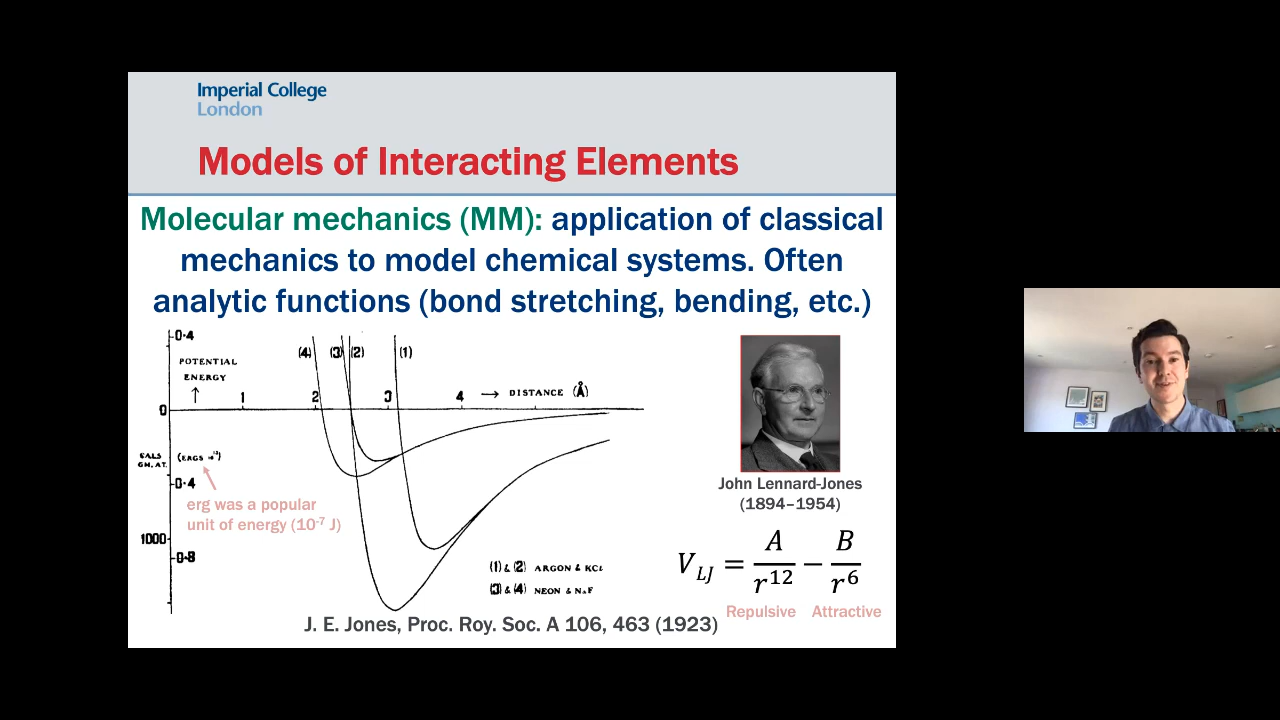 Imperial College
London
Models of Interacting Elements
Molecular mechanics (MM): application of classical
mechanics to model chemical systems. Often
analytic functions (bond stretching, bending, etc.)
0.4
POTENTIAL
ENERGY
(4) (3) (2) (1)
0 1 2 3 4 DISTANCE (Å)
CALS
GM. AT.
(ERGS
0.4
erg was a popular
unit of energy (10⁻⁷ J)
1000
0.8
(1) & (2) ARGON & KCl
(3) & (4) NEON & NaF
J. E. Jones, Proc. Roy. Soc. A 106, 463 (1923)
John Lennard-Jones
(1894–1954)
V_LJ = A/r¹² − B/r⁶
Repulsive Attractive